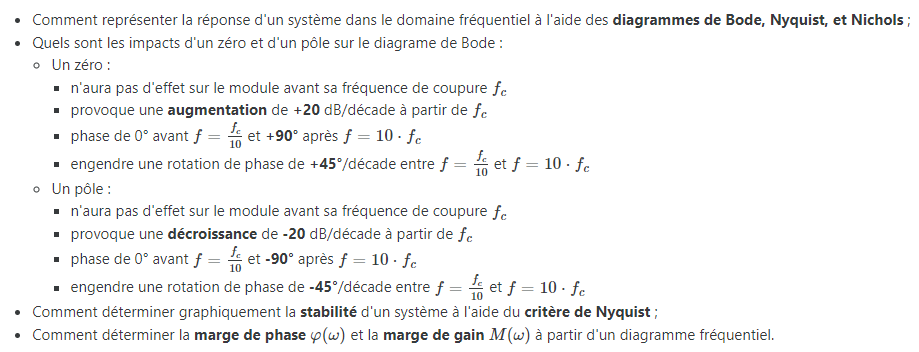 • Comment représenter la réponse d'un système dans le domaine fréquentiel à l'aide des diagrammes de Bode, Nyquist, et Nichols ;
• Quels sont les impacts d'un zéro et d'un pôle sur le diagrame de Bode :
◦ Un zéro :
▪ n'aura pas d'effet sur le module avant sa fréquence de coupure $f_c$
▪ provoque une augmentation de +20 dB/décade à partir de $f_c$
▪ phase de 0° avant $f = \frac{f_c}{10}$ et +90° après $f = 10 \cdot f_c$
▪ engendre une rotation de phase de +45°/décade entre $f = \frac{f_c}{10}$ et $f = 10 \cdot f_c$
◦ Un pôle :
▪ n'aura pas d'effet sur le module avant sa fréquence de coupure $f_c$
▪ provoque une décroissance de -20 dB/décade à partir de $f_c$
▪ phase de 0° avant $f = \frac{f_c}{10}$ et -90° après $f = 10 \cdot f_c$
▪ engendre une rotation de phase de -45°/décade entre $f = \frac{f_c}{10}$ et $f = 10 \cdot f_c$
• Comment déterminer graphiquement la stabilité d'un système à l'aide du critère de Nyquist ;
• Comment déterminer la marge de phase $\varphi(\omega)$ et la marge de gain $M(\omega)$ à partir d'un diagramme fréquentiel.